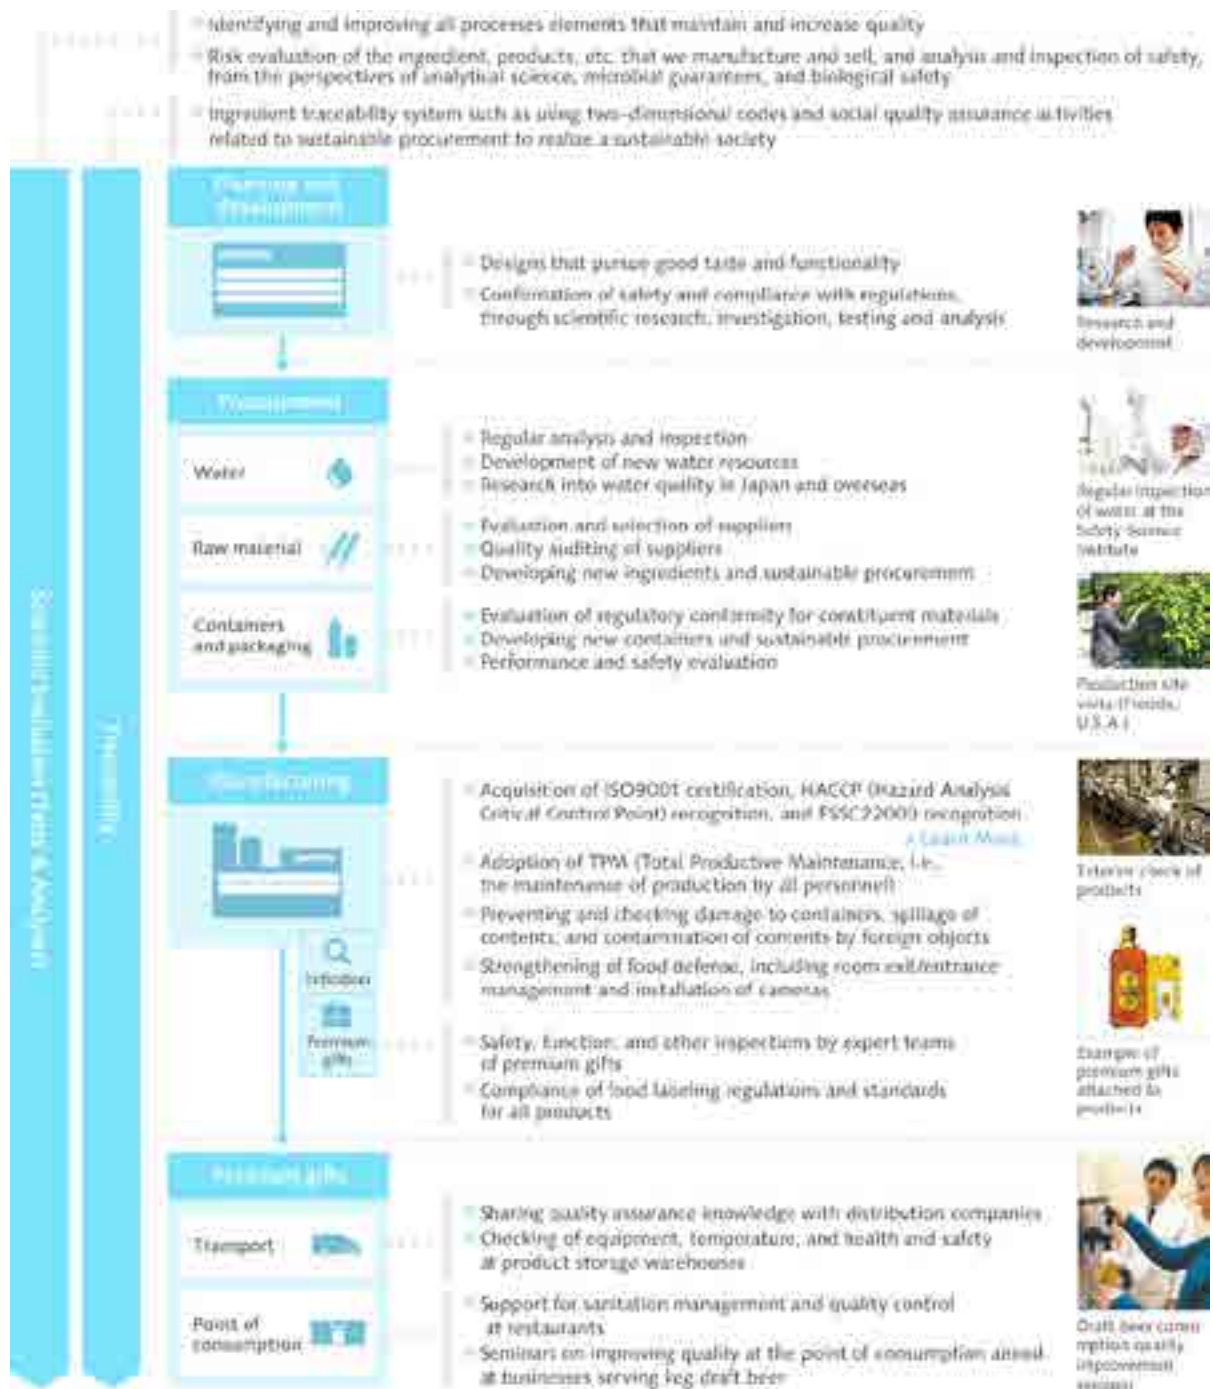 Identifying and improving all processes elements that maintain and increase quality
Risk evaluation of the ingredient, products, etc. that we manufacture and sell, and analysis and inspection of safety,
from the perspectives of analytical science, microbial guarantees, and biological safety
Ingredient traceability system such as using two-dimensional codes and social quality assurance activities
related to sustainable procurement to realize a sustainable society
Planning and
development
Designs that pursue good taste and functionality
Confirmation of safety and compliance with regulations,
through scientific research, investigation, testing and analysis
Research and
development
Procurement
Water
Regular analysis and inspection
Development of new water resources
Research into water quality in Japan and overseas
Regular inspection
of water at the
Safety Science
Institute
Raw material
Evaluation and selection of suppliers
Quality auditing of suppliers
Developing new ingredients and sustainable procurement
Containers
and packaging
Evaluation of regulatory conformity for constituent materials
Developing new containers and sustainable procurement
Performance and safety evaluation
Production site
visits (Florida,
U.S.A.)
Traceability
Manufacturing
Acquisition of ISO9001 certification, HACCP (Hazard Analysis
Critical Control Point) recognition, and FSSC22000 recognition
Learn More
Adoption of TPM (Total Productive Maintenance, i.e.,
the maintenance of production by all personnel)
Preventing and checking damage to containers, spillage of
contents, and contamination of contents by foreign objects
Strengthening of food defense, including room exit/entrance
management and installation of cameras
Exterior check of
products
Indication
Premium
gifts
Safety, function, and other inspections by expert teams
of premium gifts
Compliance of food labeling regulations and standards
for all products
Example of
premium gifts
attached to
products
Premium gifts
Transport
Sharing quality assurance knowledge with distribution companies
Checking of equipment, temperature, and health and safety
at product storage warehouses
Point of
consumption
Support for sanitation management and quality control
at restaurants
Seminars on improving quality at the point of consumption aimed
at businesses serving keg draft beer
Draft beer consu
mption quality
improvement
seminars